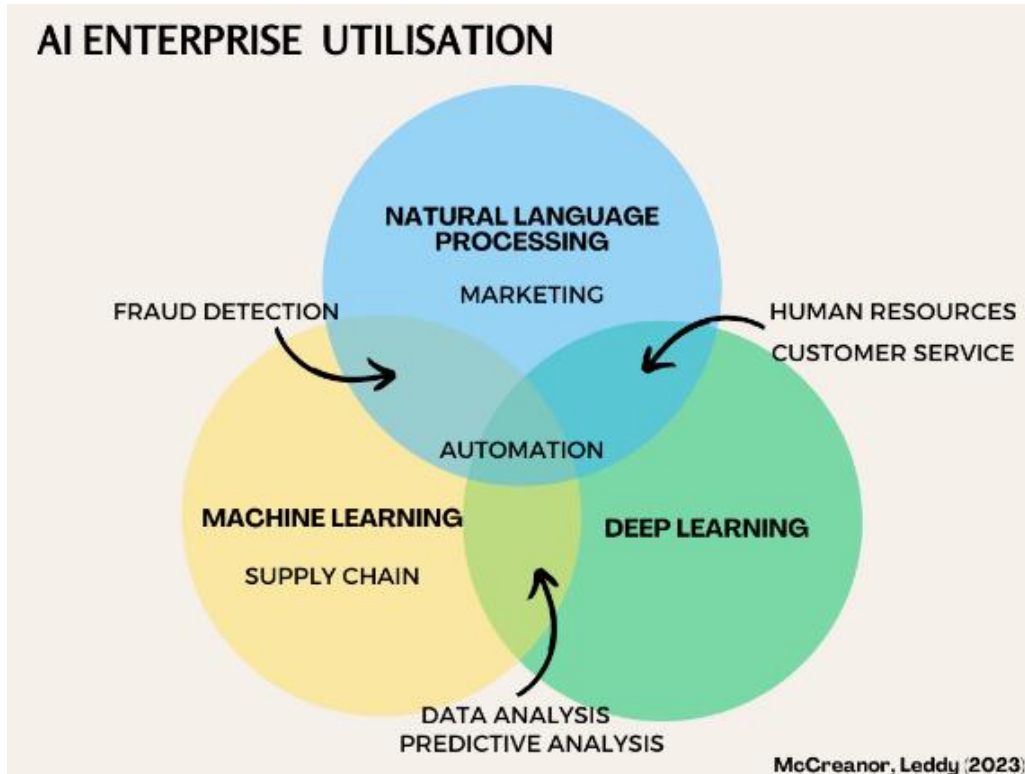 AI ENTERPRISE UTILISATION
NATURAL LANGUAGE
PROCESSING
MARKETING
FRAUD DETECTION
HUMAN RESOURCES
CUSTOMER SERVICE
AUTOMATION
MACHINE LEARNING
SUPPLY CHAIN
DEEP LEARNING
DATA ANALYSIS
PREDICTIVE ANALYSIS
McCreanor, Leddy (2023)